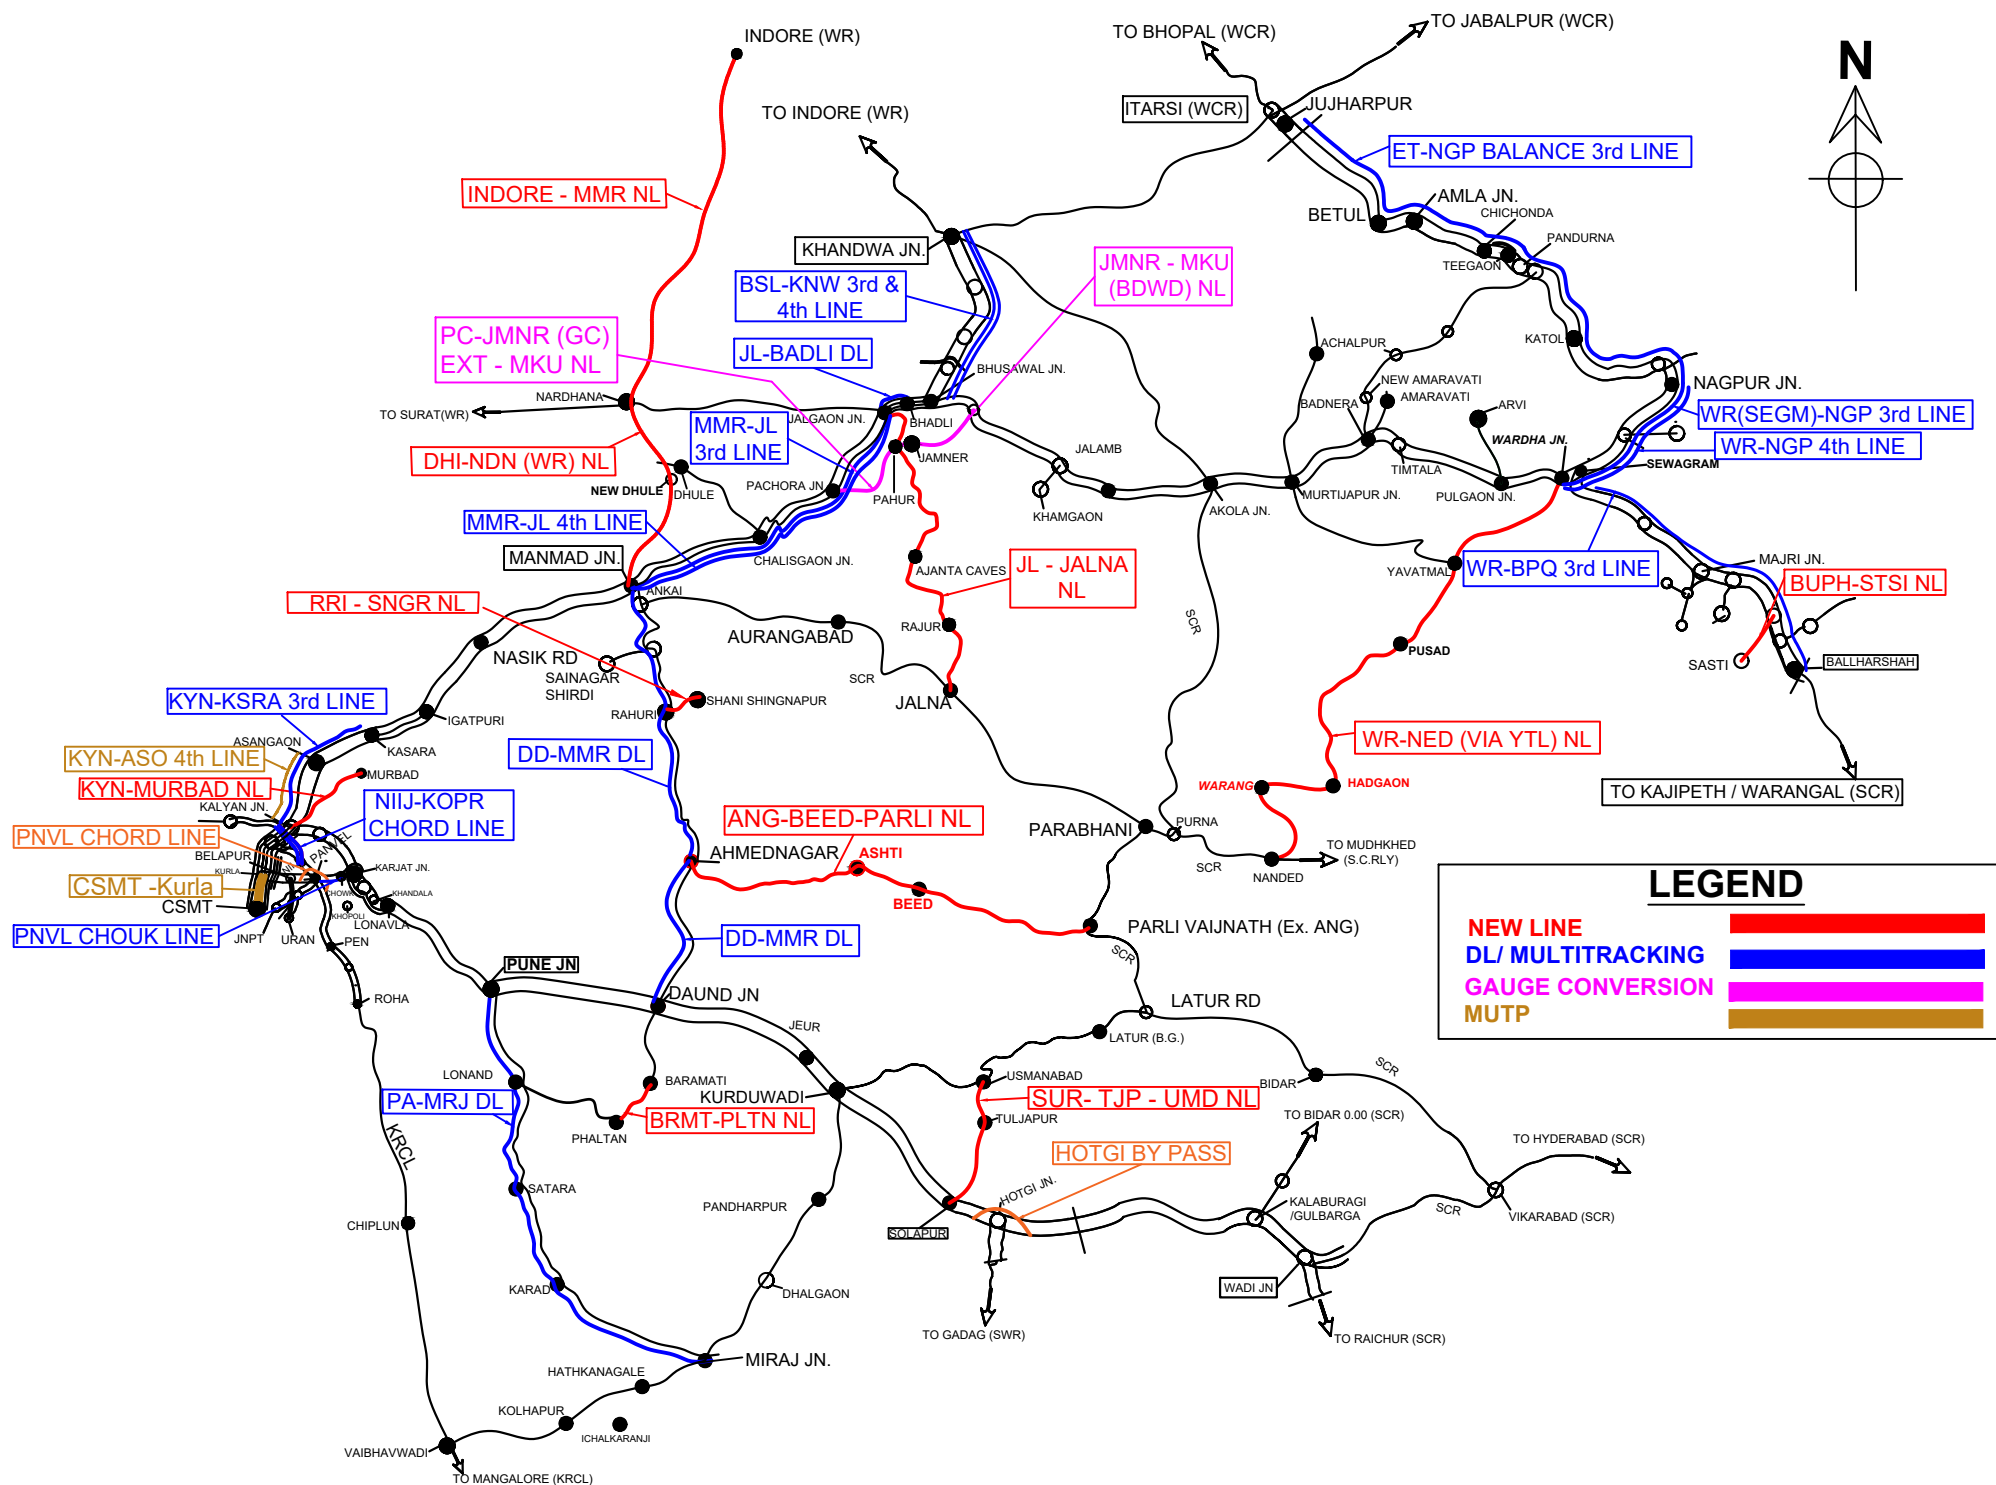 INDORE (WR)
TO BHOPAL (WCR)
TO JABALPUR (WCR)
N
TO INDORE (WR)
ITARSI (WCR)
JUJHARPUR
ET-NGP BALANCE 3rd LINE
INDORE - MMR NL
AMLA JN.
BETUL
CHICHONDA
PANDURNA
TEEGAON
KHANDWA JN.
BSL-KNW 3rd &
4th LINE
JMNR - MKU
(BDWD) NL
PC-JMNR (GC)
EXT - MKU NL
JL-BADLI DL
BHUSAWAL JN.
ACHALPUR
KATOL
NEW AMARAVATI
AMARAVATI
NAGPUR JN.
NARDHANA
TO SURAT(WR)
JALGAON JN.
BHADLI
BADNERA
ARVI
WR(SEGM)-NGP 3rd LINE
MMR-JL
3rd LINE
WARDHA JN.
WR-NGP 4th LINE
DHI-NDN (WR) NL
JAMNER
JALAMB
TIMTALA
SEWAGRAM
NEW DHULE
DHULE
PACHORA JN.
PAHUR
KHAMGAON
AKOLA JN.
MURTIJAPUR JN.
PULGAON JN.
MMR-JL 4th LINE
MANMAD JN.
CHALISGAON JN.
AJANTA CAVES
JL - JALNA
NL
YAVATMAL
WR-BPQ 3rd LINE
MAJRI JN.
BUPH-STSI NL
ANKAI
RRI - SNGR NL
AURANGABAD
RAJUR
SCR
PUSAD
SASTI
BALLHARSHAH
NASIK RD
SAINAGAR
SHIRDI
SCR
JALNA
SHANI SHINGNAPUR
RAHURI
KYN-KSRA 3rd LINE
IGATPURI
ASANGAON
KASARA
KYN-ASO 4th LINE
DD-MMR DL
WR-NED (VIA YTL) NL
MURBAD
KYN-MURBAD NL
WARANG
HADGAON
TO KAJIPETH / WARANGAL (SCR)
KALYAN JN.
NIIJ-KOPR
CHORD LINE
ANG-BEED-PARLI NL
PARABHANI
PURNA
PNVL CHORD LINE
PANVEL
BELAPUR
KURLA
KARJAT JN.
AHMEDNAGAR
ASHTI
SCR
NANDED
TO MUDHKHED
(S.C.RLY)
CSMT -Kurla
CHOWK
KHANDALA
CSMT
KHOPOLI
LONAVLA
BEED
LEGEND
NEW LINE
DL/ MULTITRACKING
GAUGE CONVERSION
MUTP
PNVL CHOUK LINE
JNPT
URAN
PEN
DD-MMR DL
PARLI VAIJNATH (Ex. ANG)
SCR
PUNE JN
ROHA
DAUND JN
JEUR
LATUR RD
LATUR (B.G.)
LONAND
BARAMATI
KURDUWADI
USMANABAD
BIDAR
SCR
PA-MRJ DL
PHALTAN
BRMT-PLTN NL
SUR- TJP - UMD NL
TULJAPUR
TO BIDAR 0.00 (SCR)
KRCL
HOTGI BY PASS
TO HYDERABAD (SCR)
SATARA
PANDHARPUR
HOTGI JN.
KALABURAGI
/GULBARGA
SCR
VIKARABAD (SCR)
CHIPLUN
SOLAPUR
KARAD
DHALGAON
WADI JN
TO GADAG (SWR)
TO RAICHUR (SCR)
MIRAJ JN.
HATHKANAGALE
KOLHAPUR
ICHALKARANJI
VAIBHAVWADI
TO MANGALORE (KRCL)